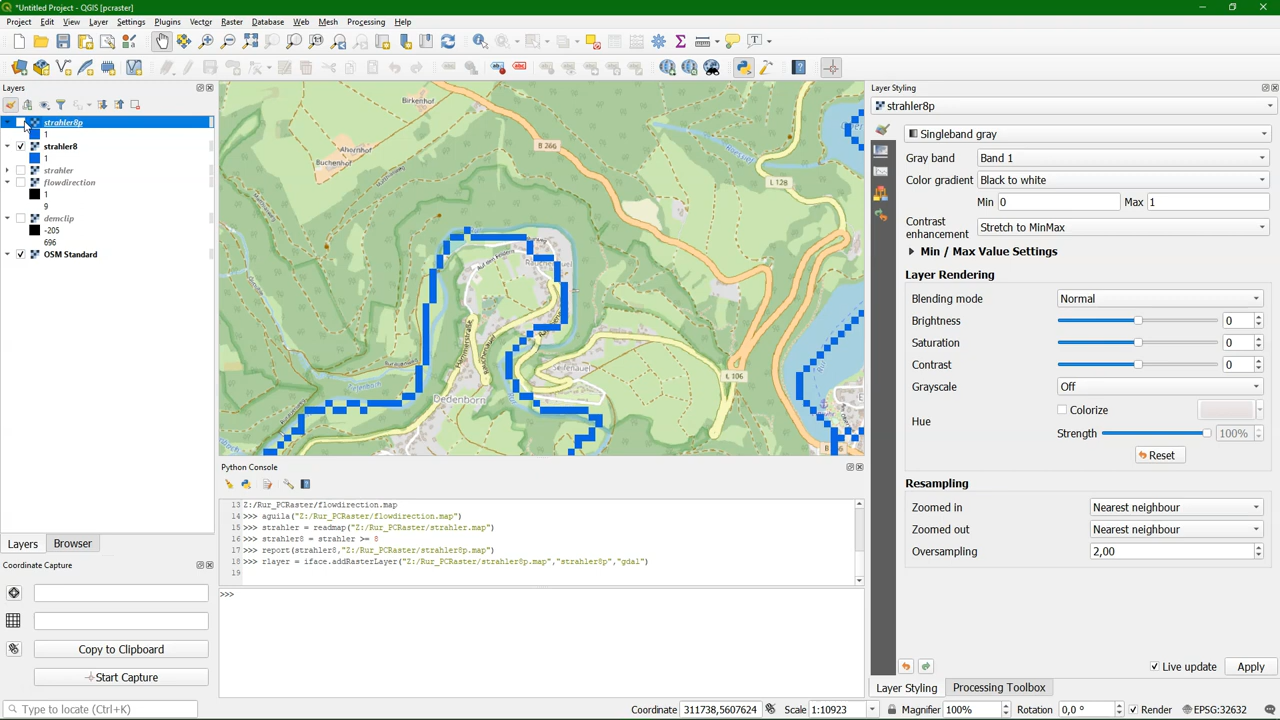 *Untitled Project - QGIS [pcraster]
Project Edit View Layer Settings Plugins Vector Raster Database Web Mesh Processing Help
Layers
strahler8p
1
strahler8
1
strahler
flowdirection
1
9
demclip
-205
696
OSM Standard
Layers Browser
Coordinate Capture
Copy to Clipboard
Start Capture
Type to locate (Ctrl+K)
Birkenhof
Ahornhof
Buchenhof
B 266
L 128
L 106
Dedenborn
Python Console
13 Z:/Rur_PCRaster/flowdirection.map
14 >>> aguila("Z:/Rur_PCRaster/flowdirection.map")
15 >>> strahler = readmap("Z:/Rur_PCRaster/strahler.map")
16 >>> strahler8 = strahler >= 8
17 >>> report(strahler8,"Z:/Rur_PCRaster/strahler8p.map")
18 >>> rlayer = iface.addRasterLayer("Z:/Rur_PCRaster/strahler8p.map","strahler8p","gdal")
19
>>>
Layer Styling
strahler8p
Singleband gray
Gray band Band 1
Color gradient Black to white
Min 0 Max 1
Contrast enhancement Stretch to MinMax
Min / Max Value Settings
Layer Rendering
Blending mode Normal
Brightness 0
Saturation 0
Contrast 0
Grayscale Off
Hue Colorize
Strength 100%
Reset
Resampling
Zoomed in Nearest neighbour
Zoomed out Nearest neighbour
Oversampling 2,00
Live update Apply
Layer Styling Processing Toolbox
Coordinate 311738,5607624 Scale 1:10923 Magnifier 100% Rotation 0,0 ° Render EPSG:32632